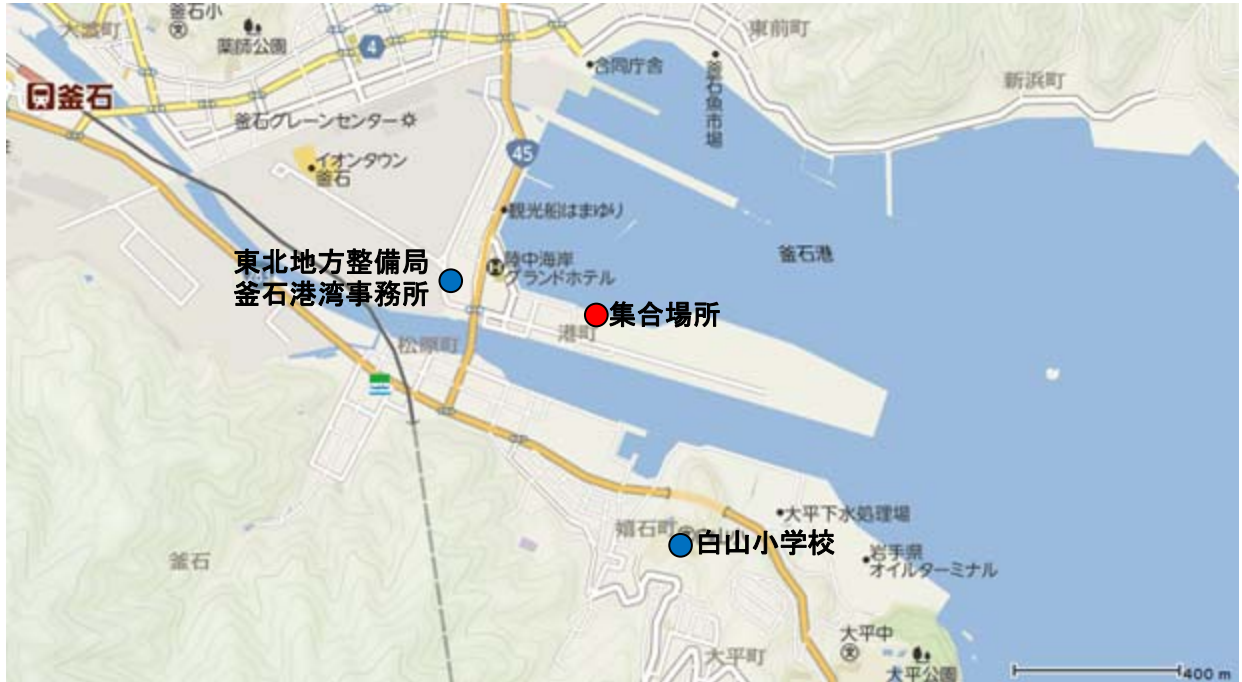 大渡町
釜石小
薬師公園
4
合同庁舎
東前町
釜石魚市場
新浜町
釜石
釜石グリーンセンター
イオンタウン
釜石
45
観光船はまゆり
東北地方整備局
釜石港湾事務所
陸中海岸
グランドホテル
釜石港
集合場所
港町
松原町
大平下水処理場
嬉石町
白山小学校
岩手県
オイルターミナル
釜石
大平中
大平町
大平公園
400 m